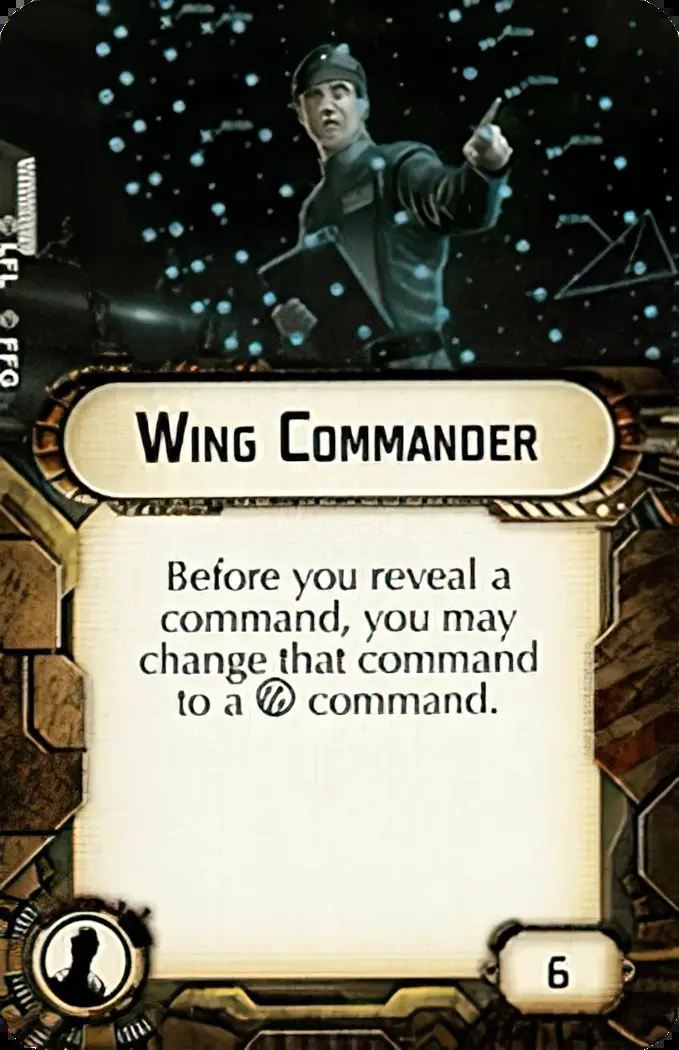 © LFL © FFG
Wing Commander
Before you reveal a
command, you may
change that command
to a command.
6